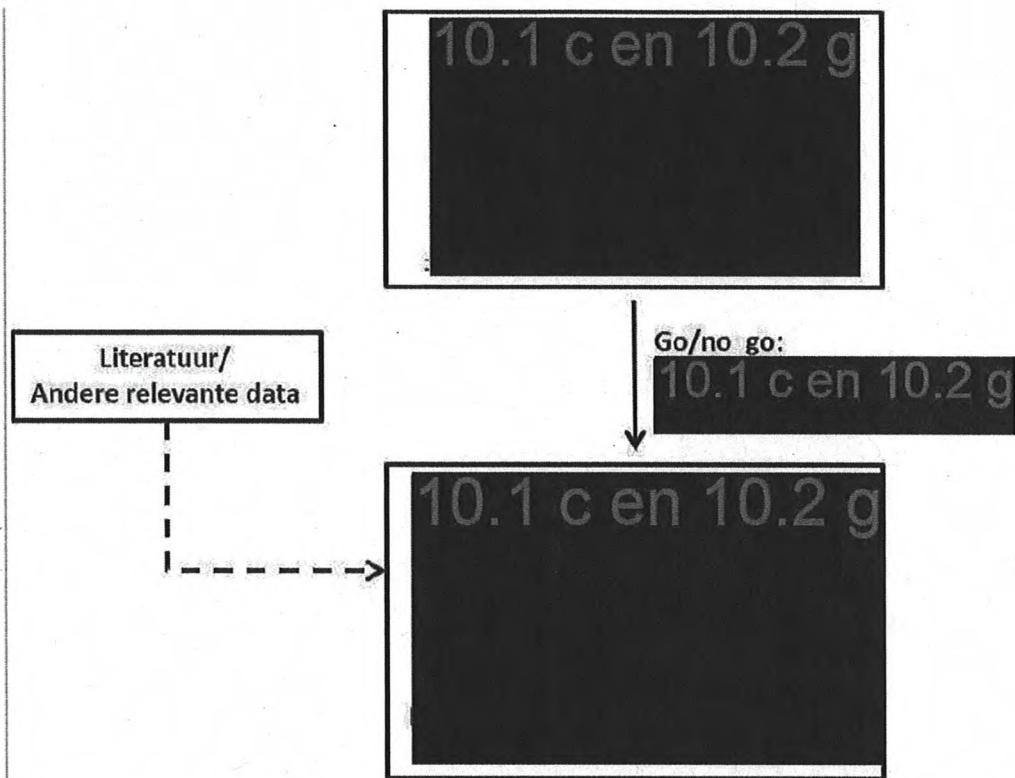 10.1 c en 10.2 g
Go/no go:
10.1 c en 10.2 g
Literatuur/
Andere relevante data
10.1 c en 10.2 g